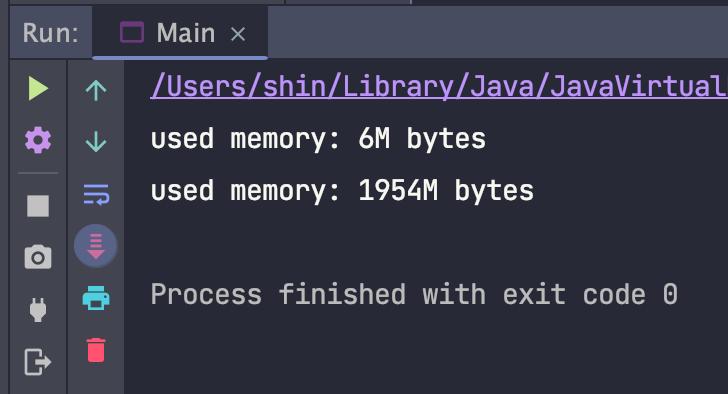 Run: Main ×
/Users/shin/Library/Java/JavaVirtual
used memory: 6M bytes
used memory: 1954M bytes
Process finished with exit code 0